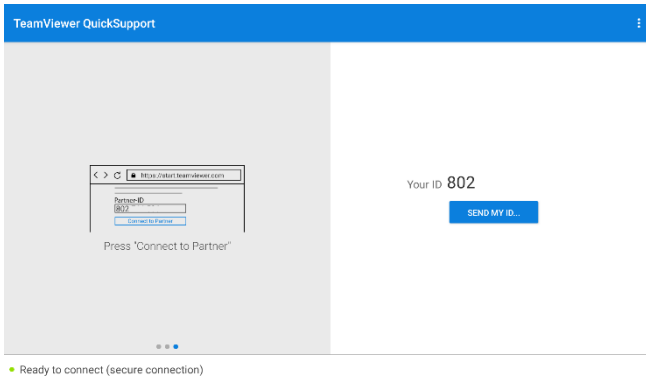 TeamViewer QuickSupport
https://start.teamviewer.com
Partner-ID
802
Connect to Partner
Press "Connect to Partner"
Your ID 802
SEND MY ID...
Ready to connect (secure connection)